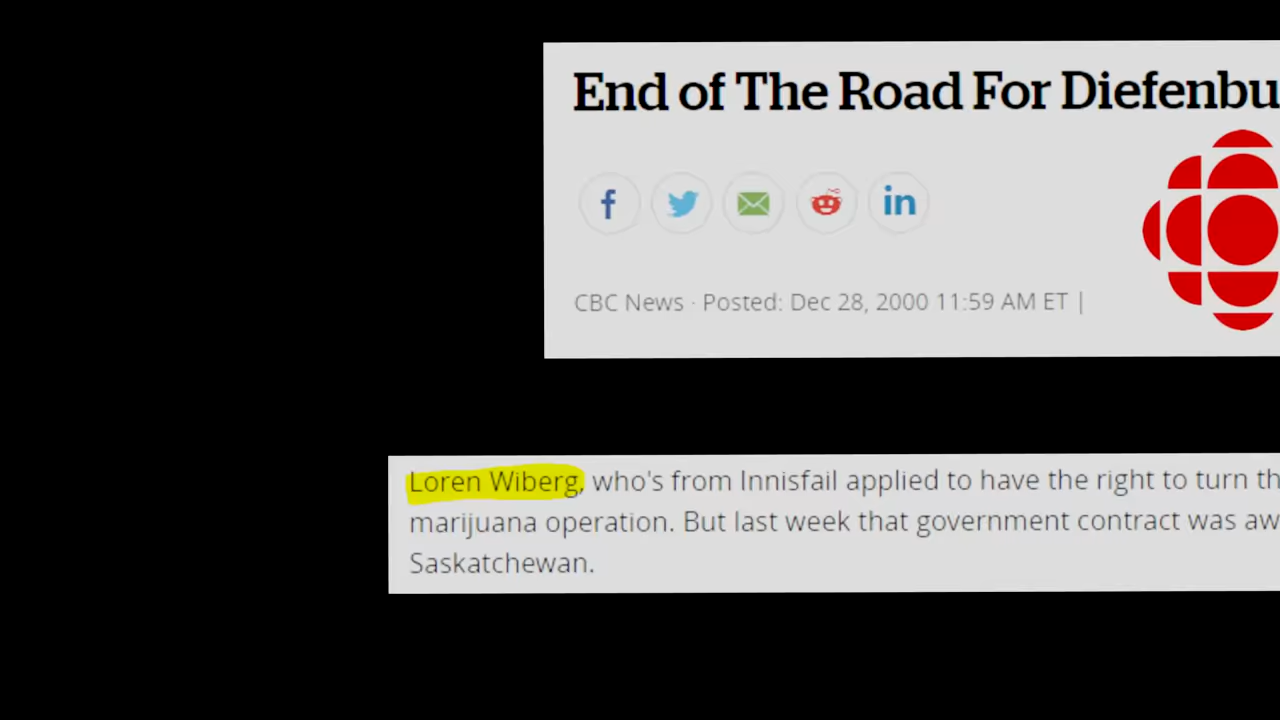 End of The Road For Diefenbu
CBC News · Posted: Dec 28, 2000 11:59 AM ET |
Loren Wiberg, who's from Innisfail applied to have the right to turn th
marijuana operation. But last week that government contract was aw
Saskatchewan.